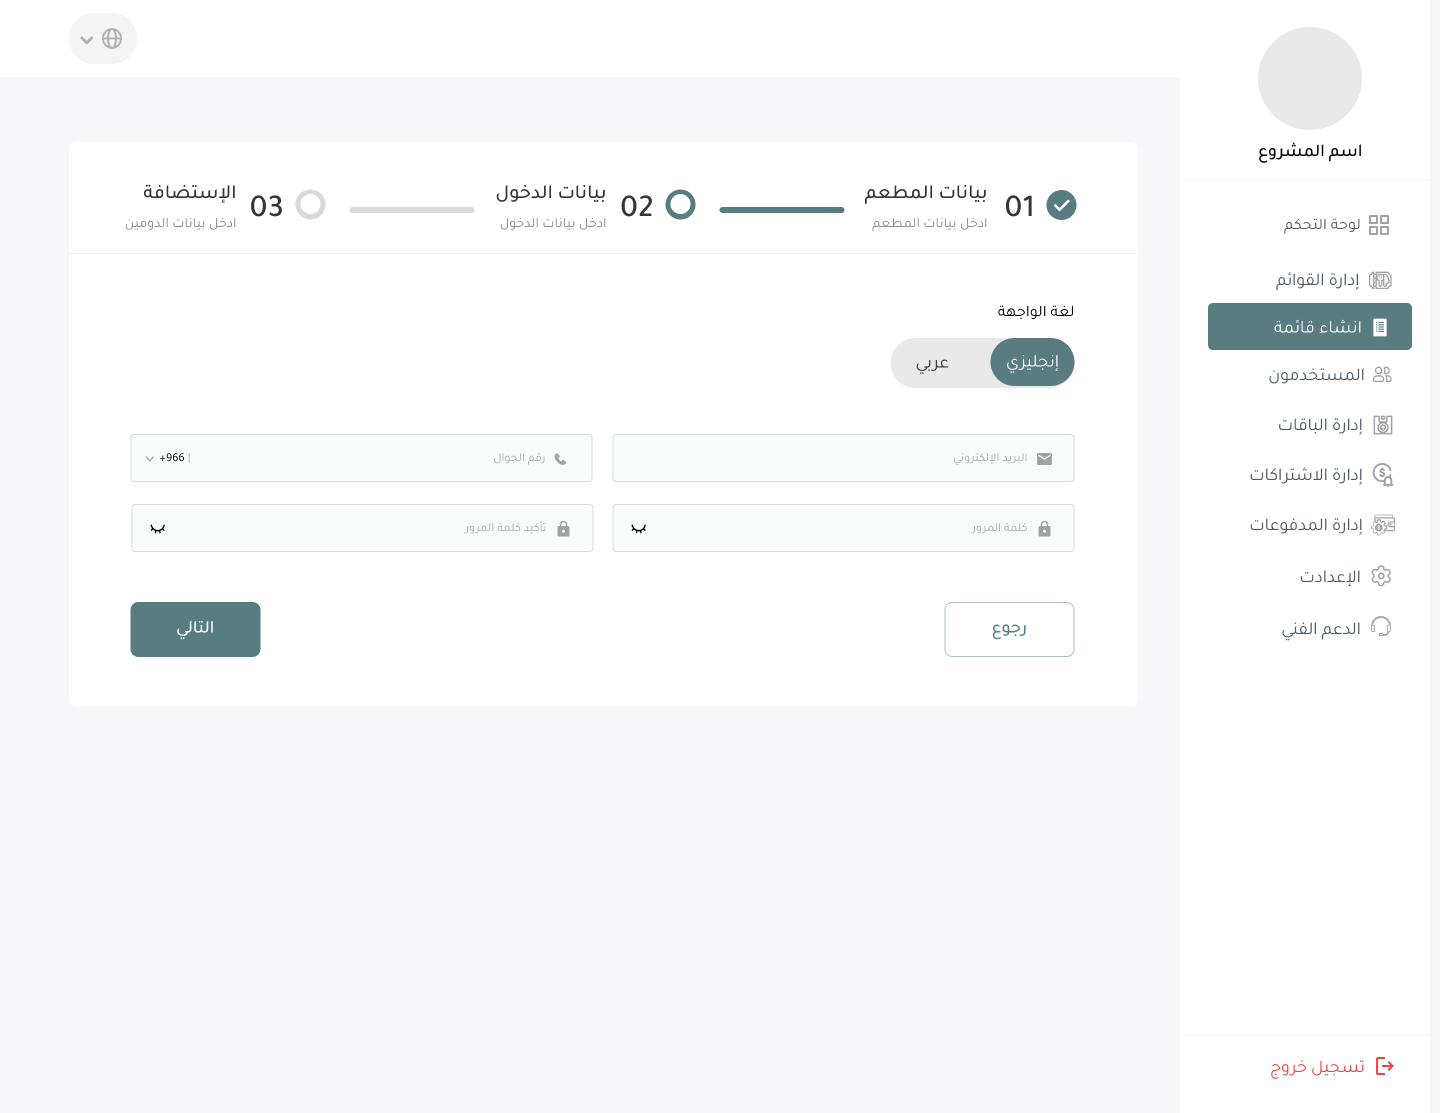 اسم المشروع
لوحة التحكم
إدارة القوائم
انشاء قائمة
المستخدمون
إدارة الباقات
إدارة الاشتراكات
إدارة المدفوعات
الإعدادت
الدعم الفني
تسجيل خروج
01
بيانات المطعم
ادخل بيانات المطعم
02
بيانات الدخول
ادخل بيانات الدخول
03
الإستضافة
ادخل بيانات الدومين
لغة الواجهة
إنجليزي
عربي
البريد الإلكتروني
رقم الجوال
| +966
كلمة المرور
تأكيد كلمة المرور
رجوع
التالي